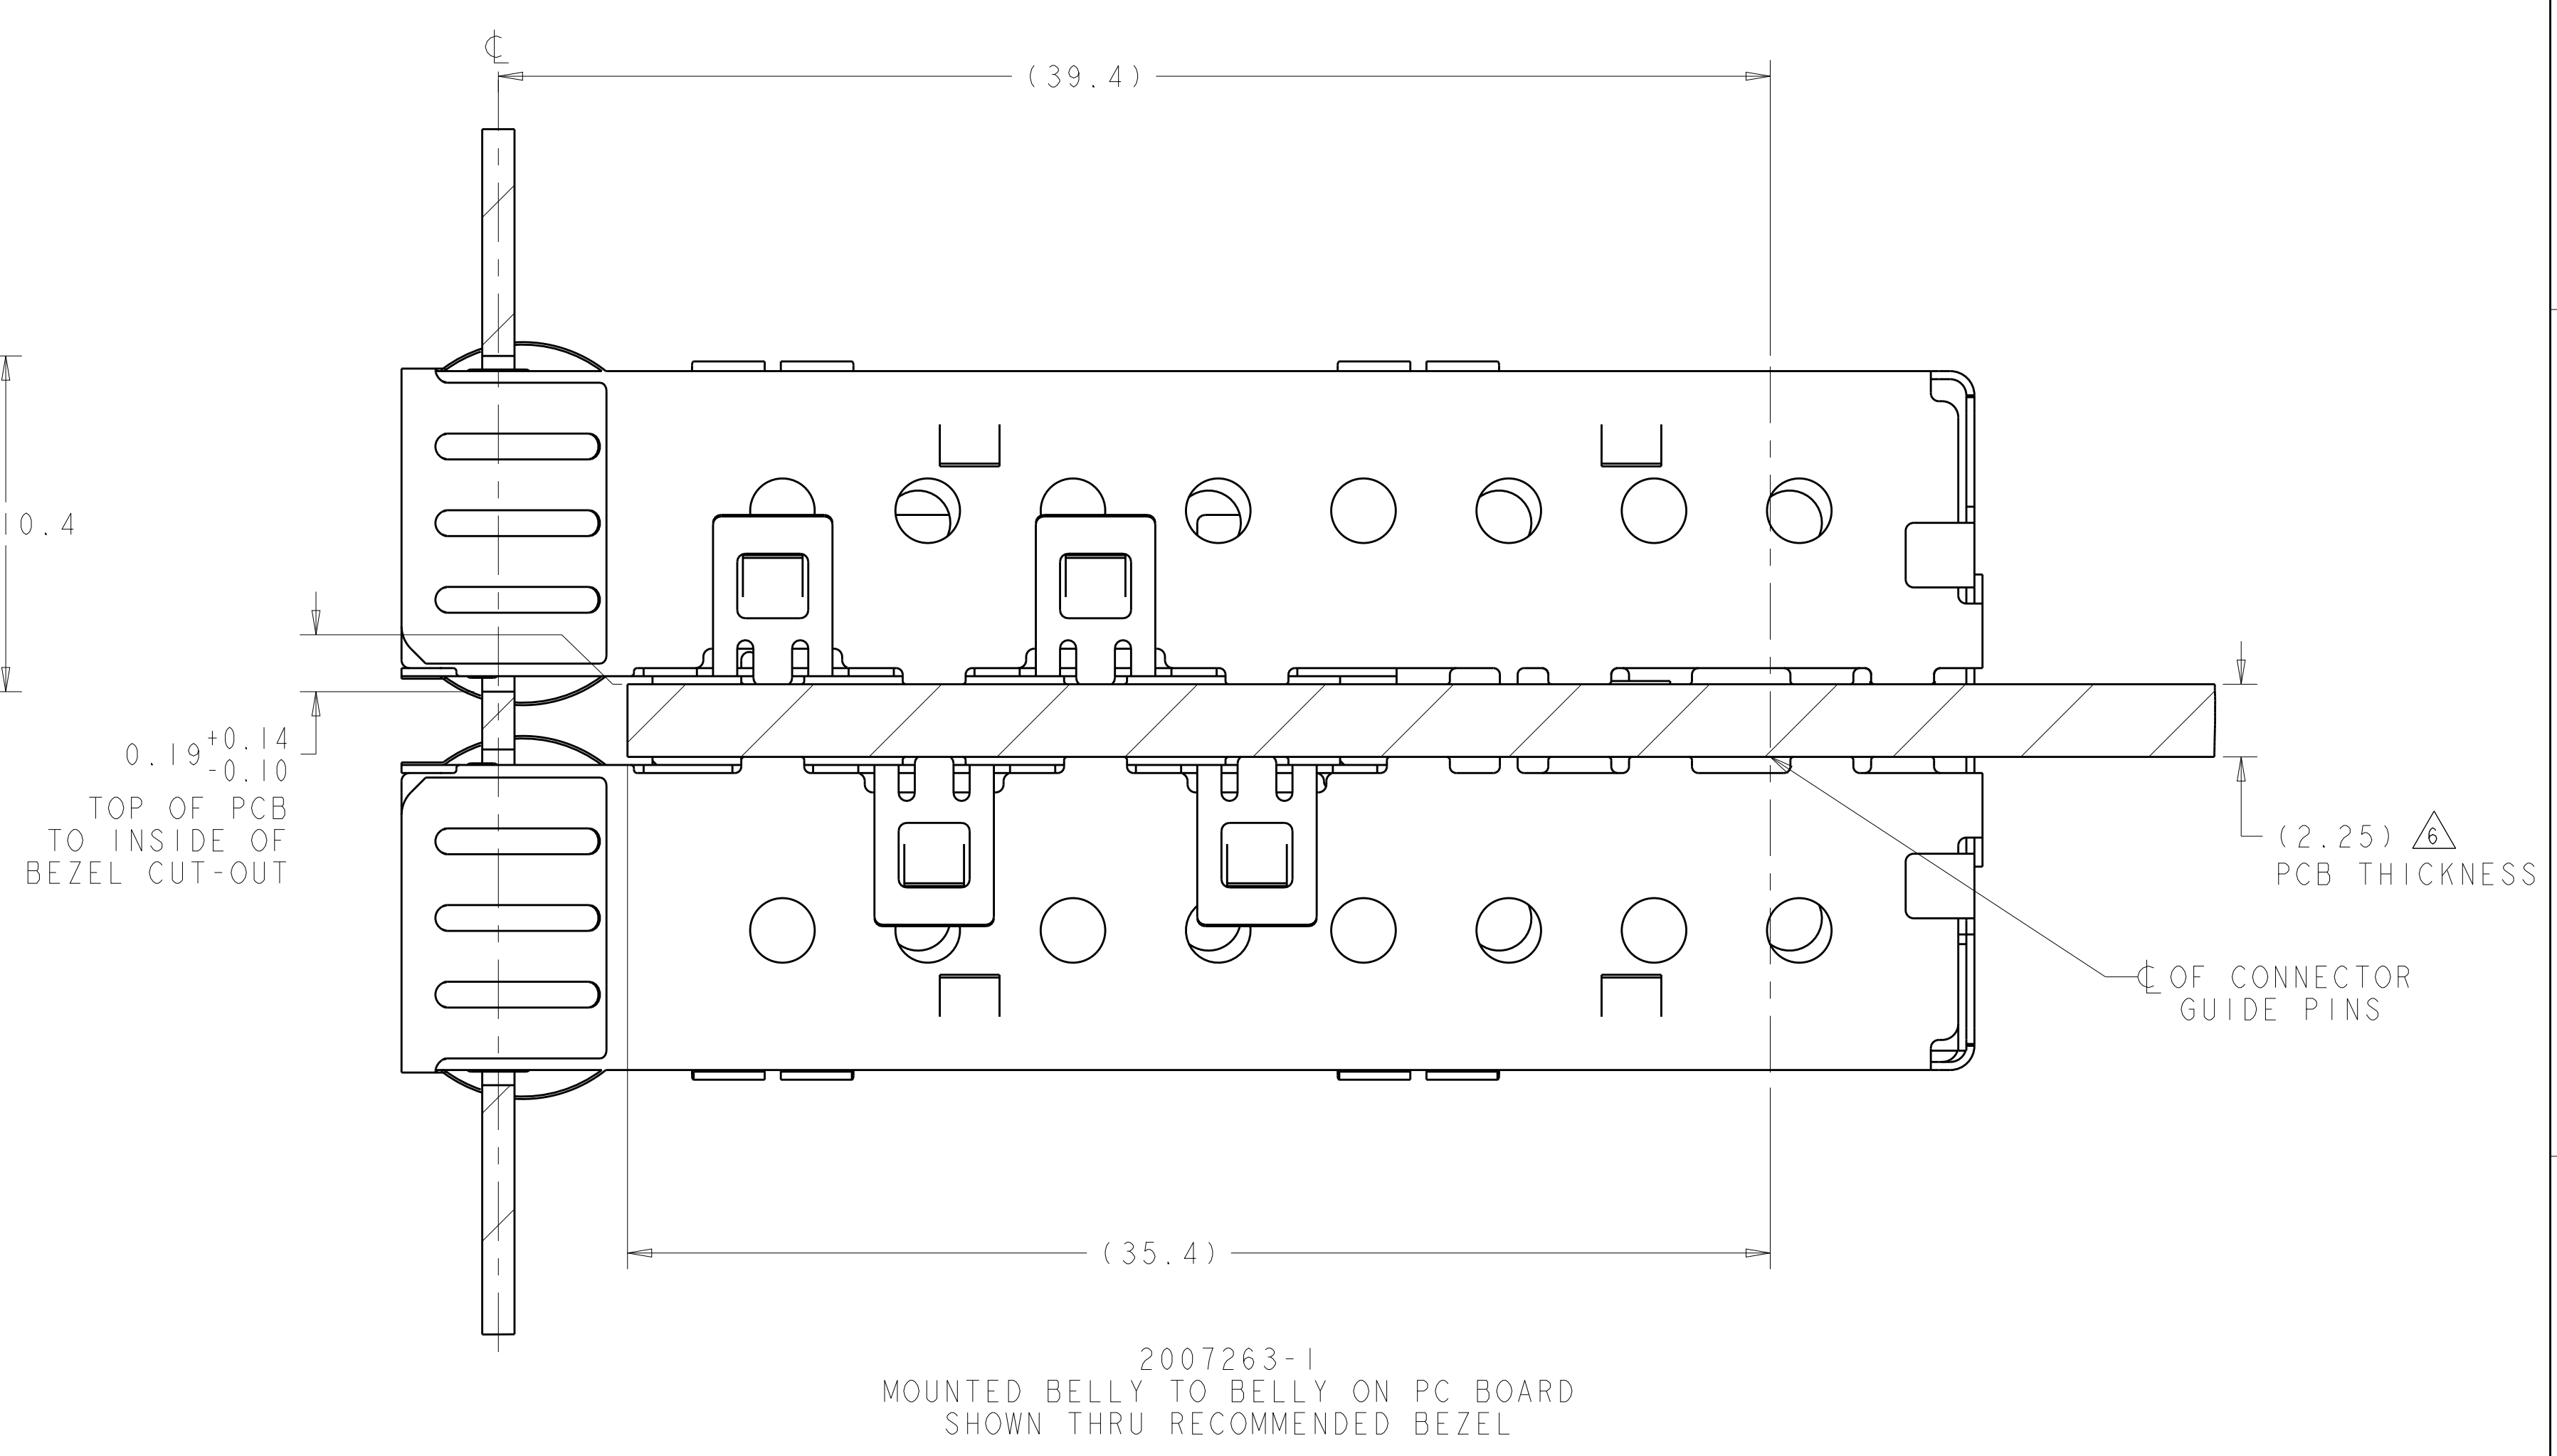 ℄
(39.4)
10.4
0.19 +0.14
-0.10
TOP OF PCB
TO INSIDE OF
BEZEL CUT-OUT
(2.25) 6
PCB THICKNESS
℄ OF CONNECTOR
GUIDE PINS
(35.4)
2007263-1
MOUNTED BELLY TO BELLY ON PC BOARD
SHOWN THRU RECOMMENDED BEZEL